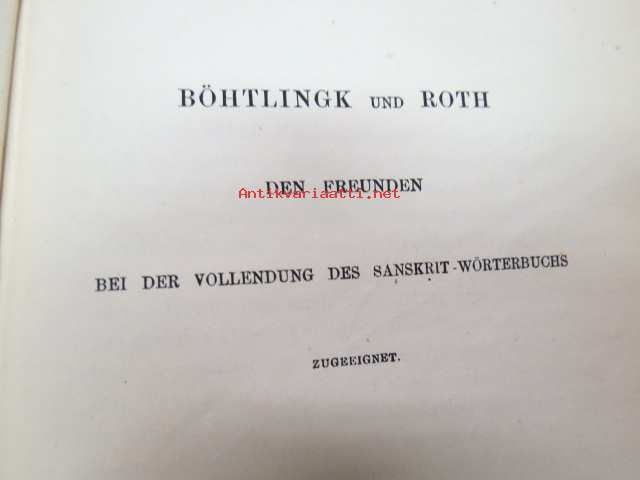 BÖHTLINGK UND ROTH
DEN FREUNDEN
Antikvariaatti.net
BEI DER VOLLENDUNG DES SANSKRIT-WÖRTERBUCHS
ZUGEEIGNET.